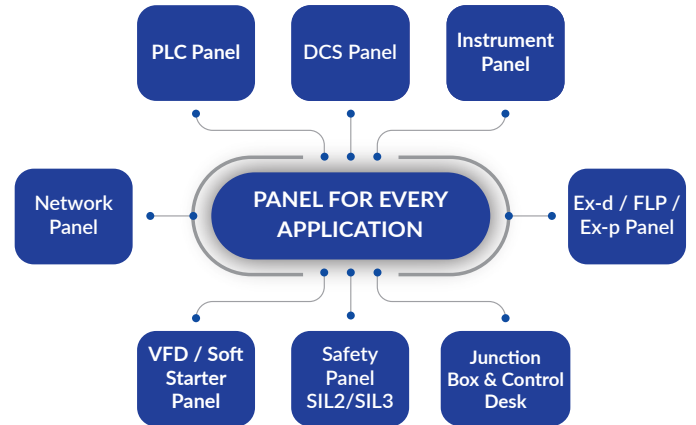 PLC Panel
DCS Panel
Instrument
Panel
Network
Panel
PANEL FOR EVERY
APPLICATION
Ex-d / FLP /
Ex-p Panel
VFD / Soft
Starter
Panel
Safety
Panel
SIL2/SIL3
Junction
Box & Control
Desk